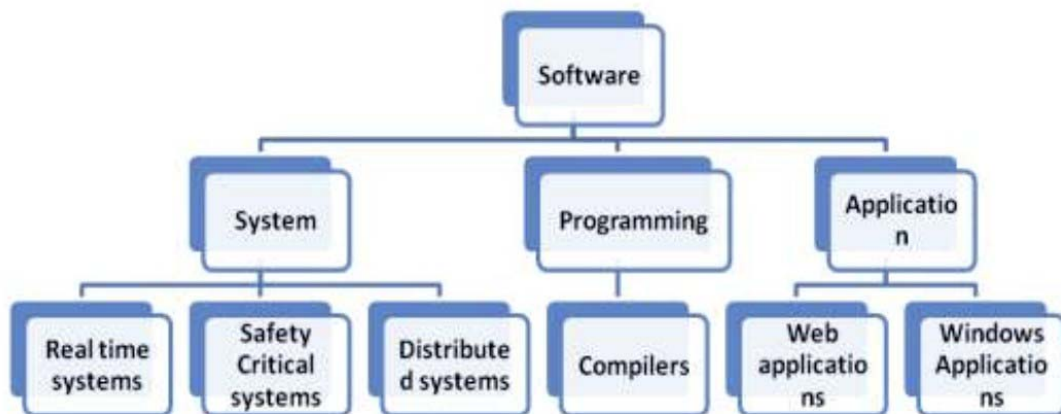 Software
System
Programming
Applicatio
n
Real time
systems
Safety
Critical
systems
Distribute
d systems
Compilers
Web
applicatio
ns
Windows
Applicatio
ns